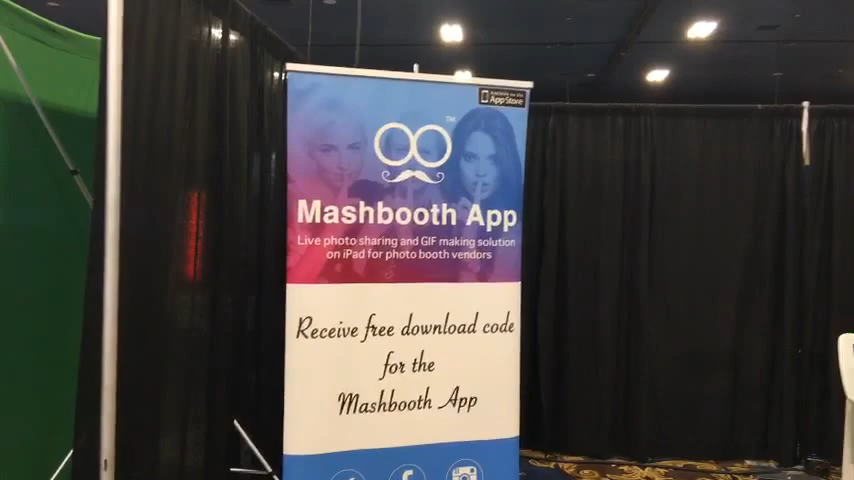 Available on the
App Store
TM
Mashbooth App
Live photo sharing and GIF making solution
on iPad for photo booth vendors
Receive free download code
for the
Mashbooth App